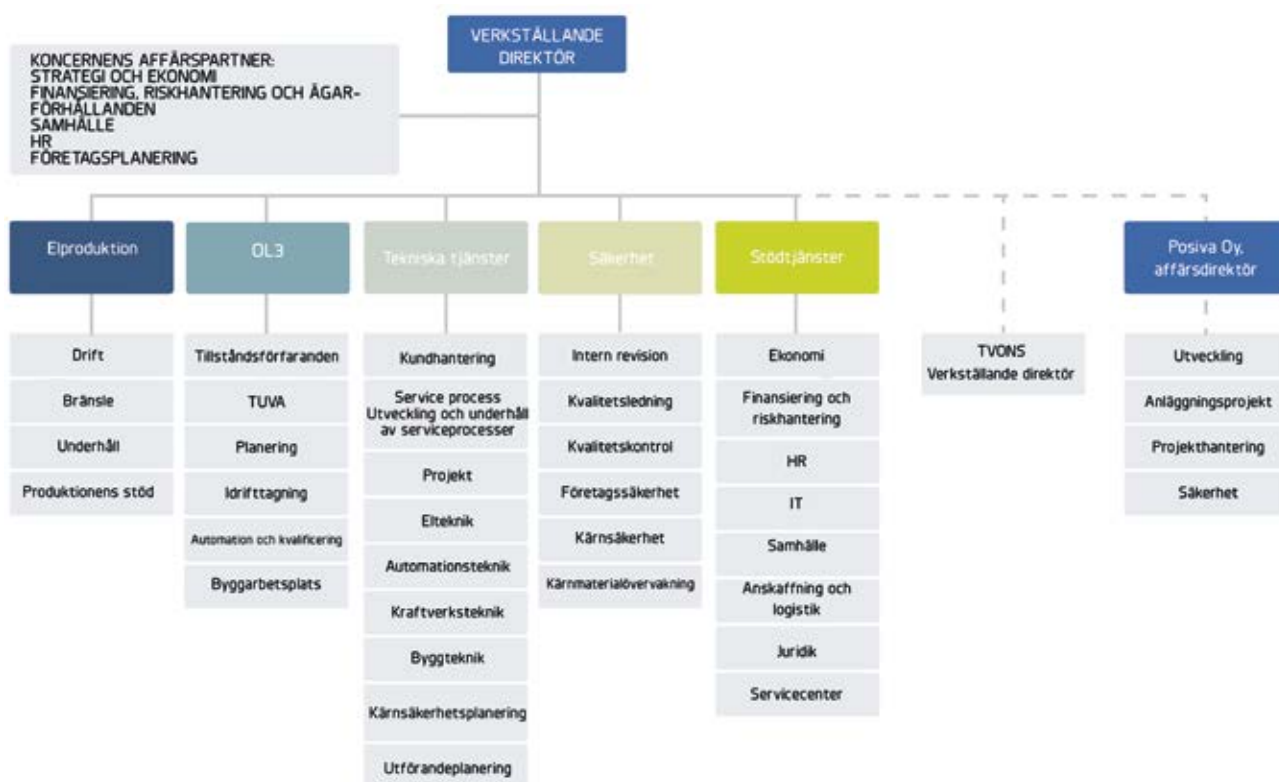 VERKSTÄLLANDE
DIREKTÖR
KONCERNENS AFFÄRSPARTNER:
STRATEGI OCH EKONOMI
FINANSIERING, RISKHANTERING OCH ÄGAR-
FÖRHÅLLANDEN
SAMHÄLLE
HR
FÖRETAGSPLANERING
Elproduktion
Drift
Bränsle
Underhåll
Produktionens stöd
OL3
Tillståndsförfaranden
TUVA
Planering
Idrifttagning
Automation och kvalificering
Byggarbetsplats
Tekniska tjänster
Kundhantering
Service process
Utveckling och underhåll
av serviceprocesser
Projekt
Elteknik
Automationsteknik
Kraftverksteknik
Byggteknik
Kärnsäkerhetsplanering
Utförandeplanering
Säkerhet
Intern revision
Kvalitetsledning
Kvalitetskontrol
Företagssäkerhet
Kärnsäkerhet
Kärnmaterialövervakning
Stödtjänster
Ekonomi
Finansiering och
riskhantering
HR
IT
Samhälle
Anskaffning och
logistik
Juridik
Servicecenter
TVONS
Verkställande direktör
Posiva Oy,
affärsdirektör
Utveckling
Anläggningsprojekt
Projekthantering
Säkerhet